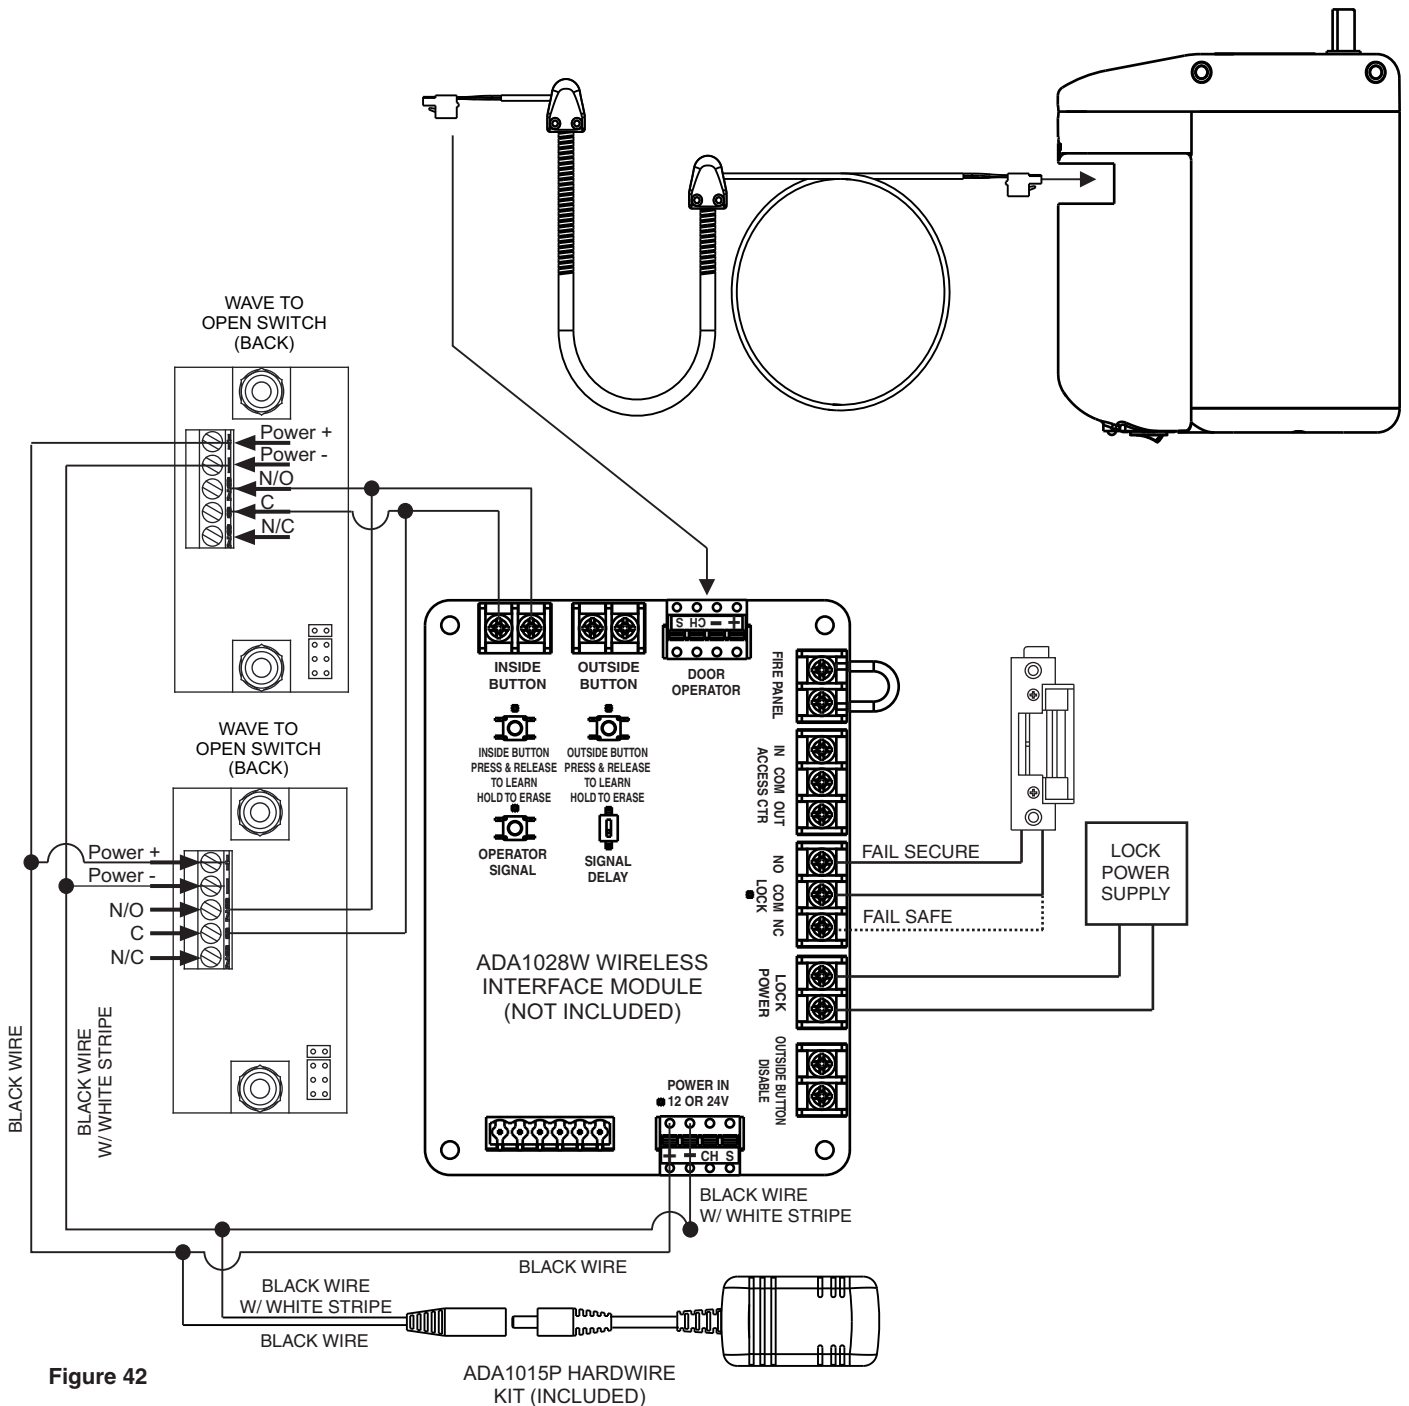 WAVE TO
OPEN SWITCH
(BACK)
Power +
Power -
N/O
C
N/C
WAVE TO
OPEN SWITCH
(BACK)
Power +
Power -
N/O
C
N/C
BLACK WIRE
BLACK WIRE
W/ WHITE STRIPE
INSIDE
BUTTON
OUTSIDE
BUTTON
S CH − +
DOOR
OPERATOR
INSIDE BUTTON
PRESS & RELEASE
TO LEARN
HOLD TO ERASE
OUTSIDE BUTTON
PRESS & RELEASE
TO LEARN
HOLD TO ERASE
OPERATOR
SIGNAL
SIGNAL
DELAY
FIRE PANEL
IN COM OUT
ACCESS CTR
NO COM NC
LOCK
LOCK
POWER
OUTSIDE BUTTON
DISABLE
FAIL SECURE
FAIL SAFE
LOCK
POWER
SUPPLY
ADA1028W WIRELESS
INTERFACE MODULE
(NOT INCLUDED)
POWER IN
12 OR 24V
+ − CH S
BLACK WIRE
W/ WHITE STRIPE
BLACK WIRE
BLACK WIRE
W/ WHITE STRIPE
BLACK WIRE
ADA1015P HARDWIRE
KIT (INCLUDED)
Figure 42